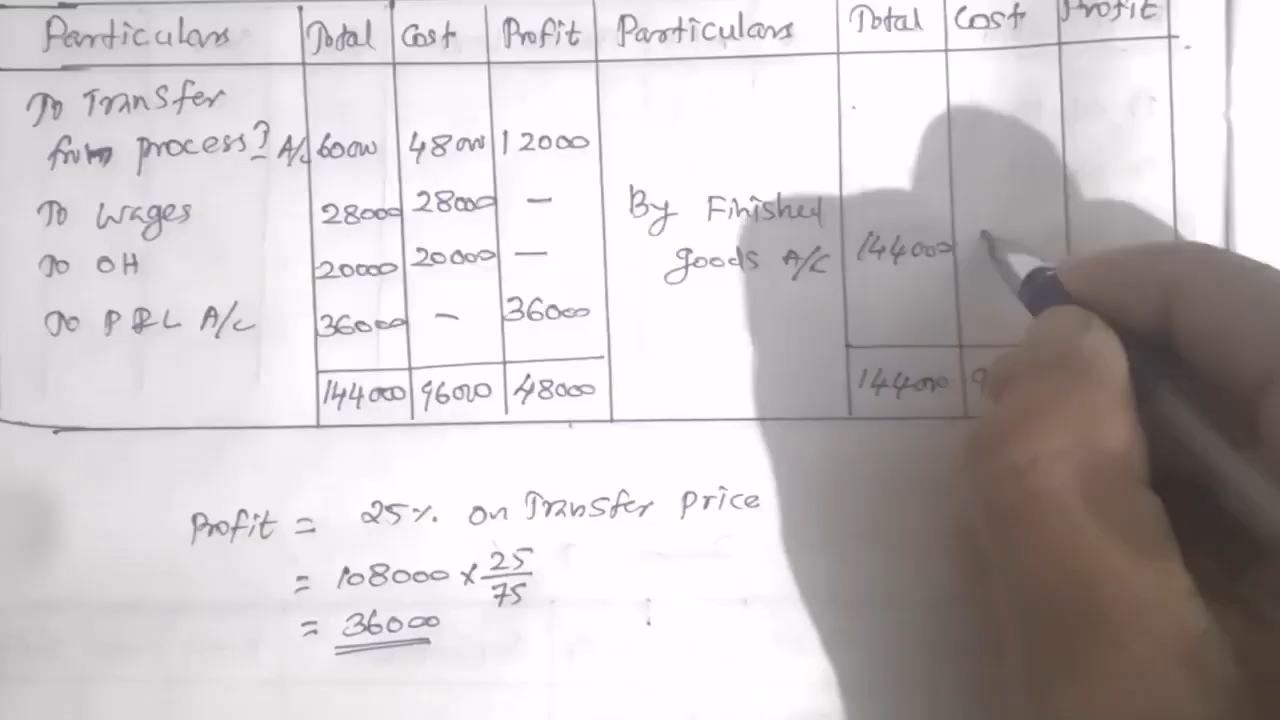 Particulars Total Cost Profit Particulars Total Cost Profit
To Transfer
from process I A/c 60000 48000 12000
To Wages 28000 28000 - By Finished
To OH 20000 20000 - goods A/C 144000
To P&L A/C 36000 - 36000
144000 96000 48000 144000 9
Profit = 25% on Transfer price
= 108000 × 25/75
= 36000